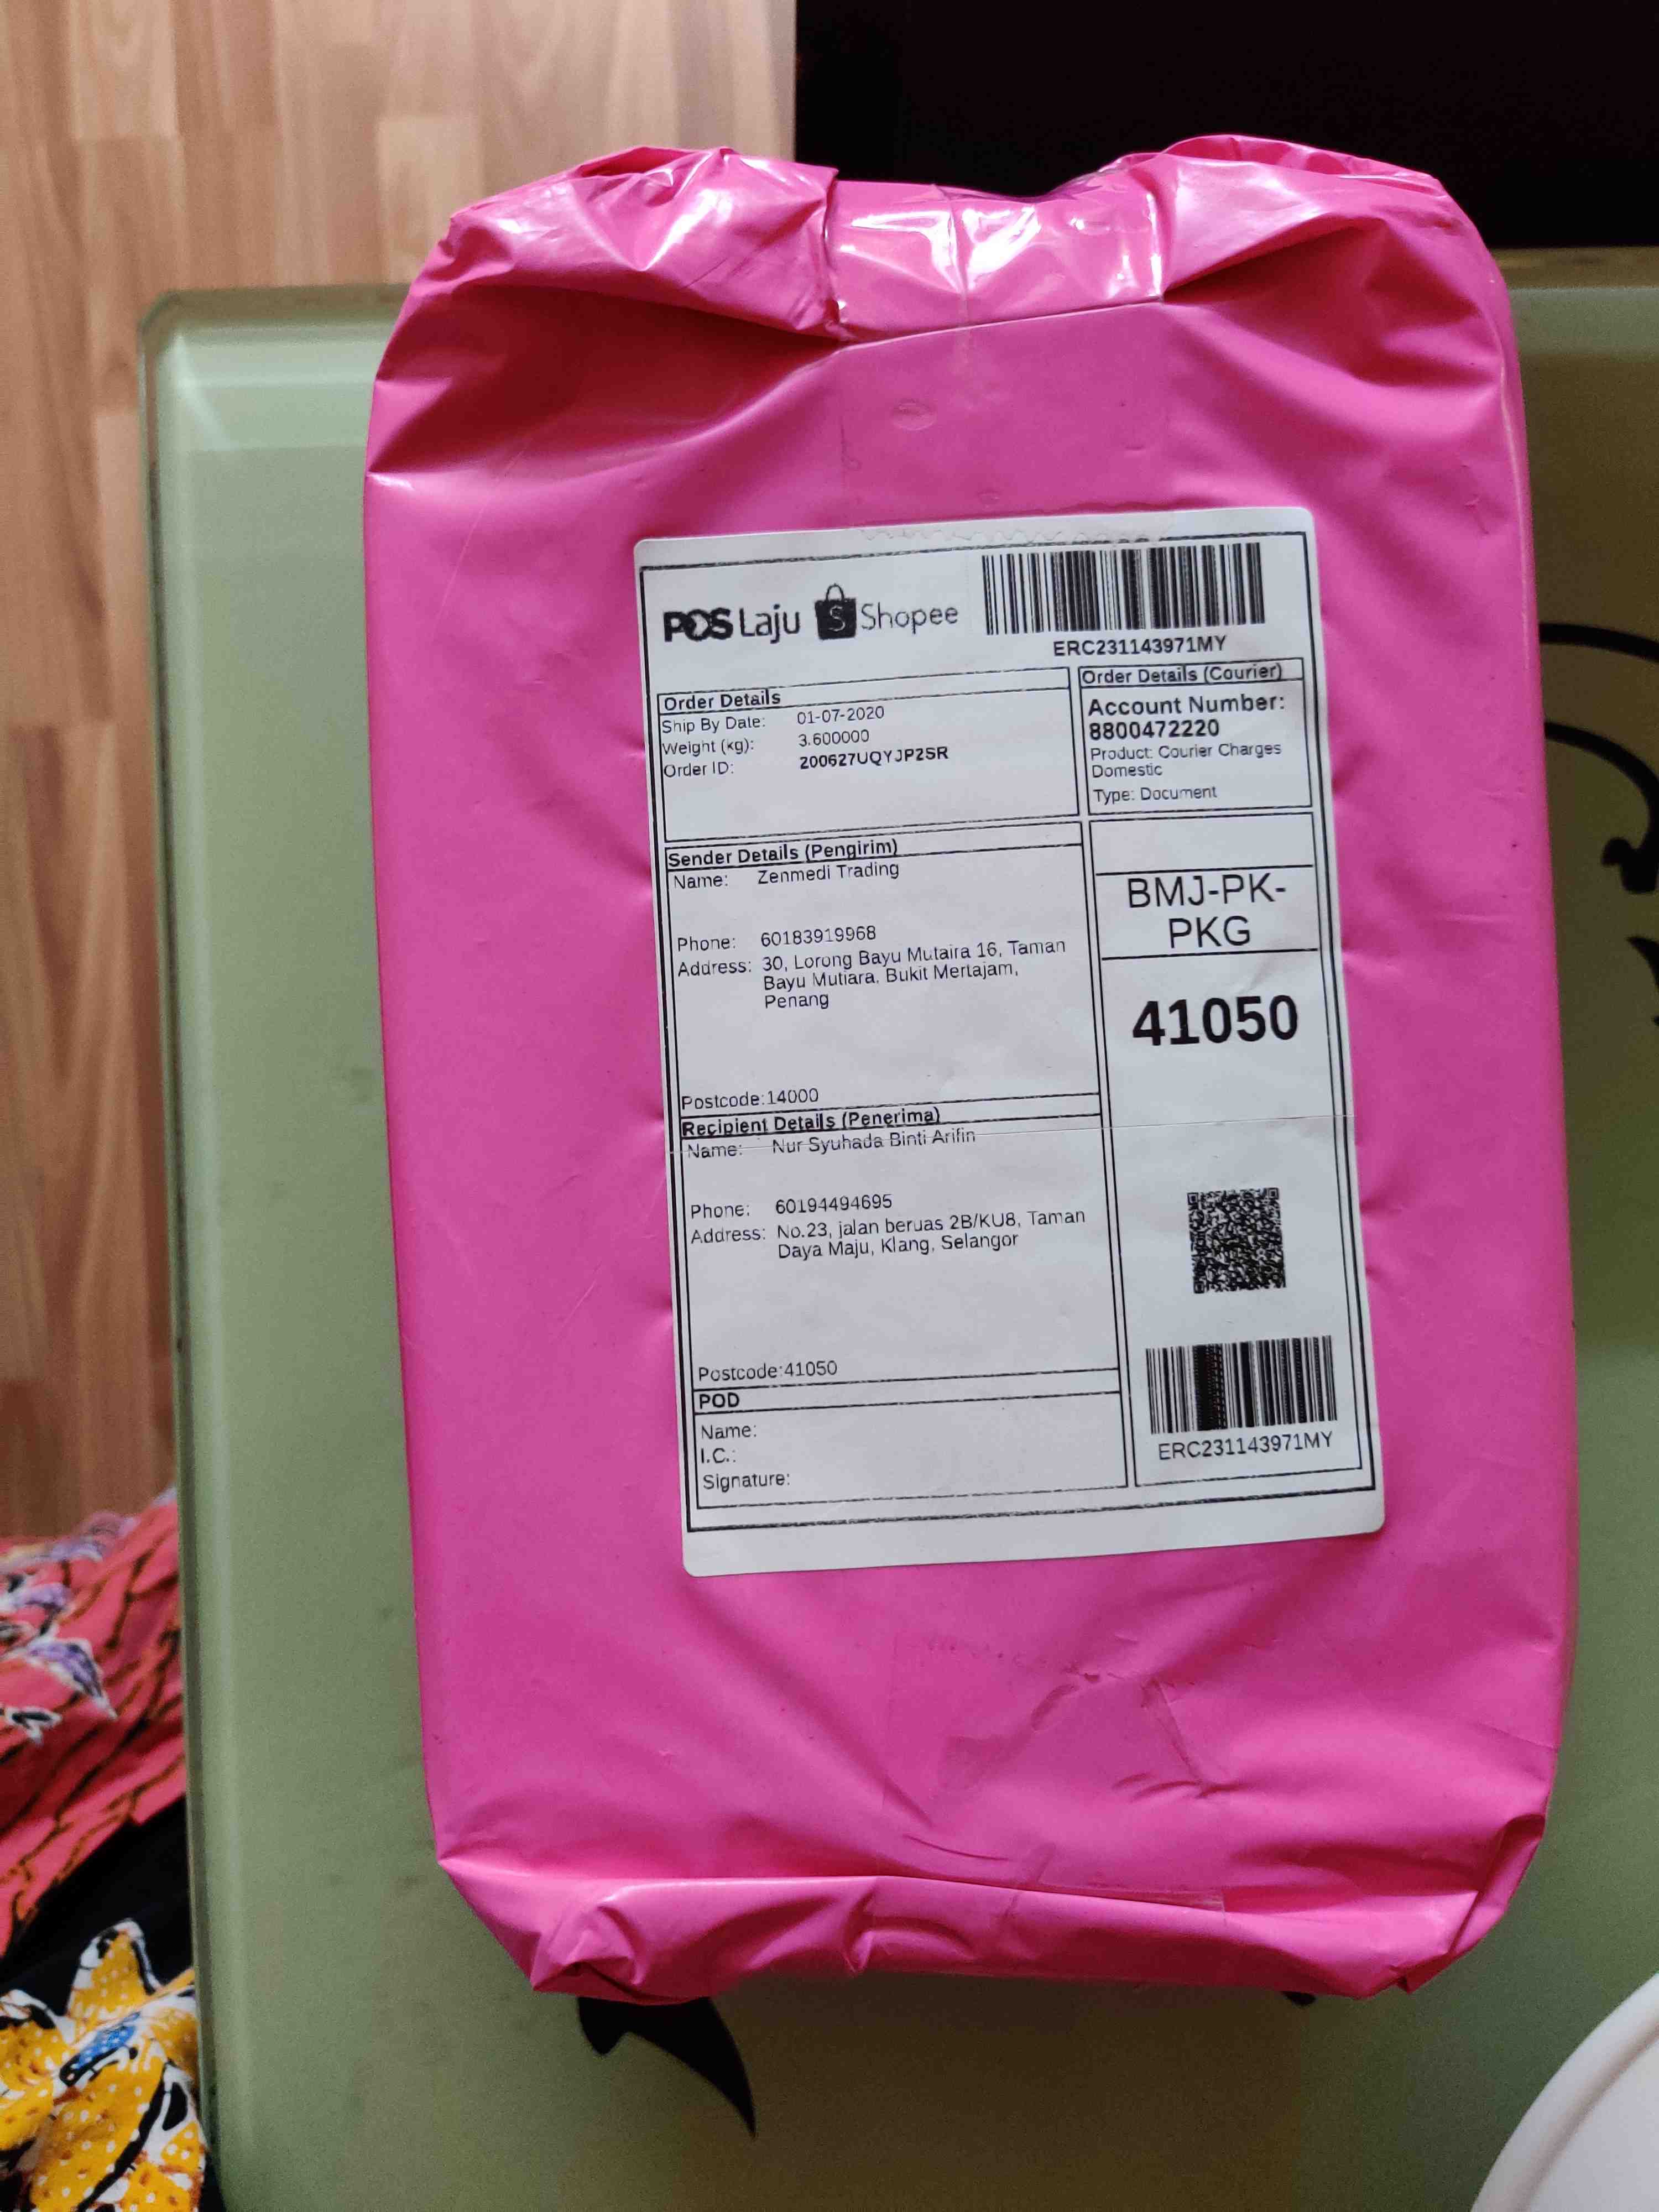 POS Laju Shopee
ERC231143971MY
Order Details
Ship By Date: 01-07-2020
Weight (kg): 3.600000
Order ID: 200627UQYJP2SR
Order Details (Courier)
Account Number:
8800472220
Product: Courier Charges
Domestic
Type: Document
Sender Details (Pengirim)
Name: Zenmedi Trading
Phone: 60183919968
Address: 30, Lorong Bayu Mutaira 16, Taman
Bayu Mutiara, Bukit Mertajam,
Penang
Postcode:14000
BMJ-PK-
PKG
41050
Recipient Details (Penerima)
Name: Nur Syuhada Binti Arifin
Phone: 60194494695
Address: No.23, jalan beruas 2B/KU8, Taman
Daya Maju, Klang, Selangor
Postcode:41050
POD
Name:
I.C.:
Signature:
ERC231143971MY